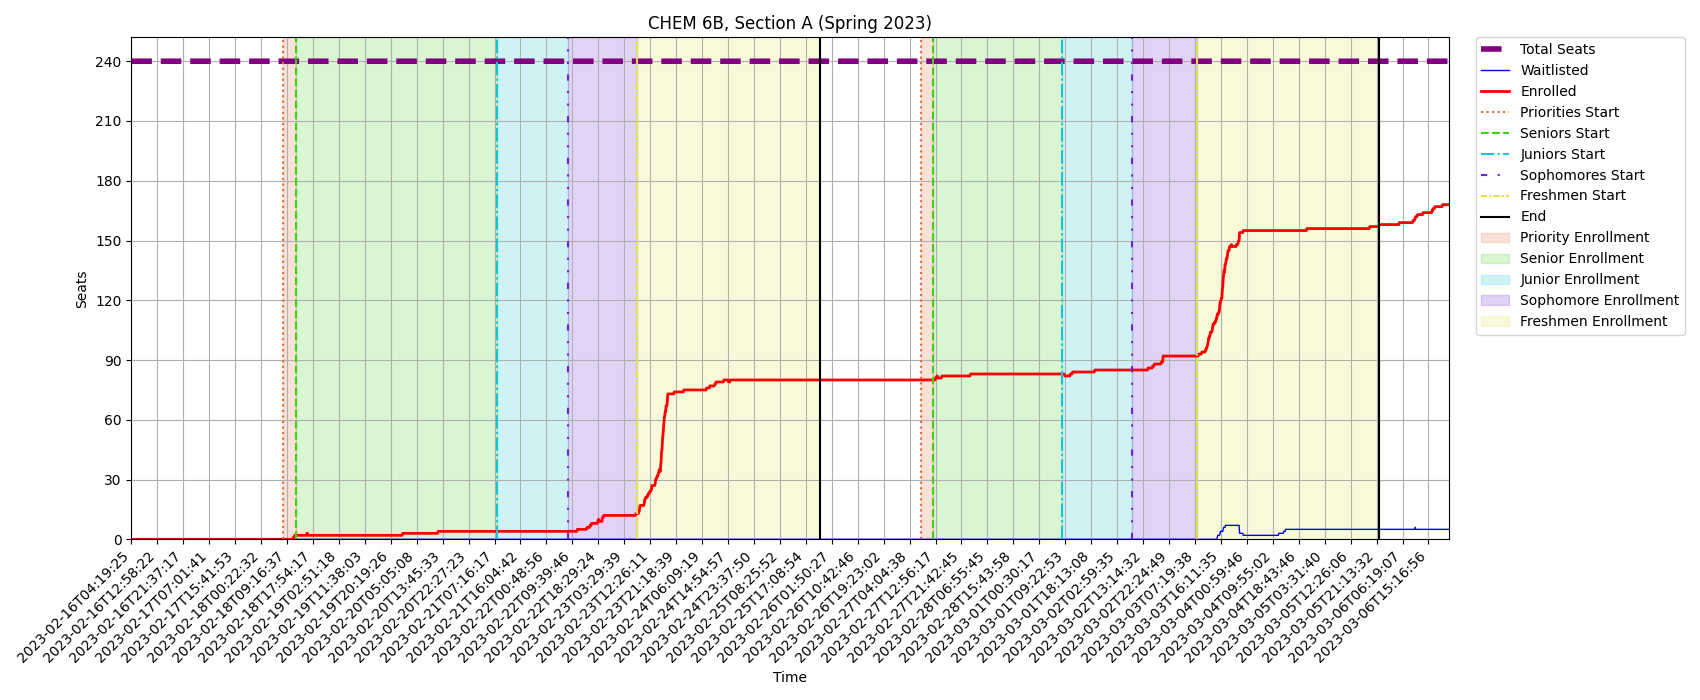 CHEM 6B, Section A (Spring 2023)
Seats
240
210
180
150
120
90
60
30
0
2023-02-16T04:19:25
2023-02-16T12:58:22
2023-02-16T21:37:17
2023-02-17T07:01:41
2023-02-17T15:41:53
2023-02-18T00:22:32
2023-02-18T09:16:37
2023-02-18T17:54:17
2023-02-19T02:51:18
2023-02-19T11:38:03
2023-02-19T20:19:26
2023-02-20T05:05:08
2023-02-20T13:45:33
2023-02-20T22:27:23
2023-02-21T07:16:17
2023-02-21T16:04:42
2023-02-22T00:48:56
2023-02-22T09:39:46
2023-02-22T18:29:24
2023-02-23T03:29:39
2023-02-23T12:26:11
2023-02-23T21:18:39
2023-02-24T06:09:19
2023-02-24T14:54:57
2023-02-24T23:37:50
2023-02-25T08:25:52
2023-02-25T17:08:54
2023-02-26T01:50:27
2023-02-26T10:42:46
2023-02-26T19:23:02
2023-02-27T04:04:38
2023-02-27T12:56:17
2023-02-27T21:42:45
2023-02-28T06:55:45
2023-02-28T15:43:58
2023-03-01T00:30:17
2023-03-01T09:22:53
2023-03-01T18:13:08
2023-03-02T02:59:35
2023-03-02T13:14:32
2023-03-02T22:24:49
2023-03-03T07:19:38
2023-03-03T16:11:35
2023-03-04T00:59:46
2023-03-04T09:55:02
2023-03-04T18:43:46
2023-03-05T03:31:40
2023-03-05T12:26:06
2023-03-05T21:13:32
2023-03-06T06:19:07
2023-03-06T15:16:56
Time
Total Seats
Waitlisted
Enrolled
Priorities Start
Seniors Start
Juniors Start
Sophomores Start
Freshmen Start
End
Priority Enrollment
Senior Enrollment
Junior Enrollment
Sophomore Enrollment
Freshmen Enrollment